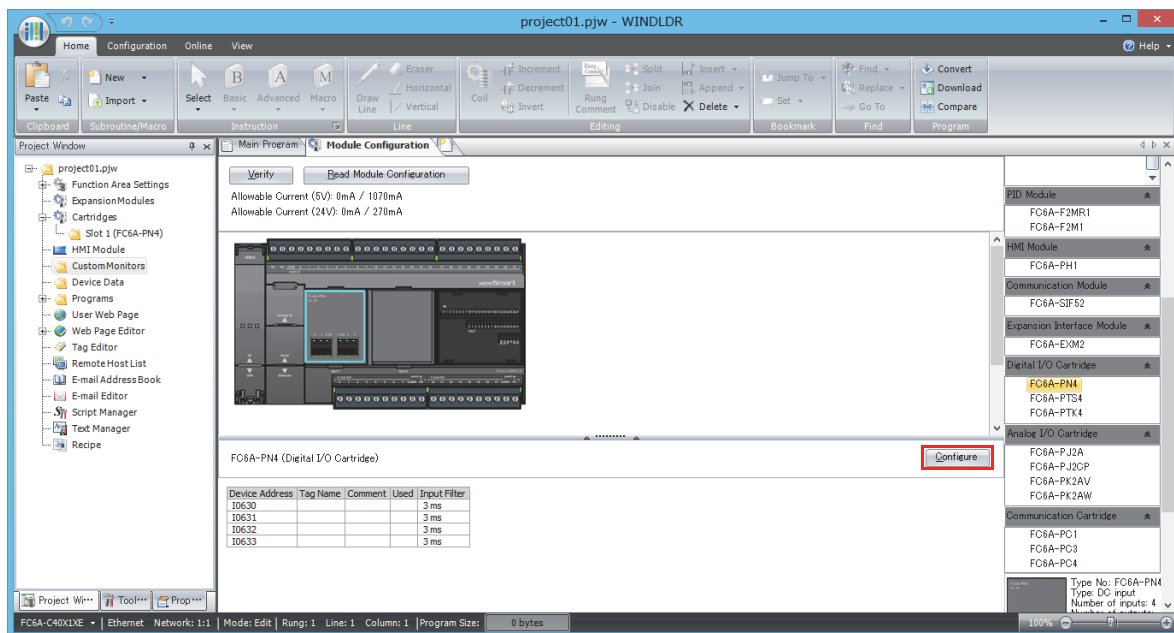 project01.pjw - WINDLDR
Home Configuration Online View Help
Paste New Import
Clipboard Subroutine/Macro
Select Basic Advanced Macro
Instruction
Draw Line Eraser Horizontal Vertical
Line
Coil Increment Decrement Invert Rung Comment Split Join Disable Insert Append Delete
Editing
Jump To Set
Bookmark
Find Replace Go To
Find
Convert Download Compare
Program
Project Window
Main Program Module Configuration
project01.pjw
Function Area Settings
Expansion Modules
Cartridges
Slot 1 (FC6A-PN4)
HMI Module
Custom Monitors
Device Data
Programs
User Web Page
Web Page Editor
Tag Editor
Remote Host List
E-mail Address Book
E-mail Editor
Script Manager
Text Manager
Recipe
Verify Read Module Configuration
Allowable Current (5V): 0mA / 1070mA
Allowable Current (24V): 0mA / 270mA
FC6A-PN4 (Digital I/O Cartridge)
Configure
Device Address Tag Name Comment Used Input Filter
I0630 3 ms
I0631 3 ms
I0632 3 ms
I0633 3 ms
PID Module
FC6A-F2MR1
FC6A-F2M1
HMI Module
FC6A-PH1
Communication Module
FC6A-SIF52
Expansion Interface Module
FC6A-EXM2
Digital I/O Cartridge
FC6A-PN4
FC6A-PTS4
FC6A-PTK4
Analog I/O Cartridge
FC6A-PJ2A
FC6A-PJ2CP
FC6A-PK2AV
FC6A-PK2AW
Communication Cartridge
FC6A-PC1
FC6A-PC3
FC6A-PC4
Type No.: FC6A-PN4
Type: DC input
Number of inputs: 4
Project Wi… Tool… Prop…
FC6A-C40X1XE Ethernet Network: 1:1 Mode: Edit Rung: 1 Line: 1 Column: 1 Program Size: 0 bytes 100%